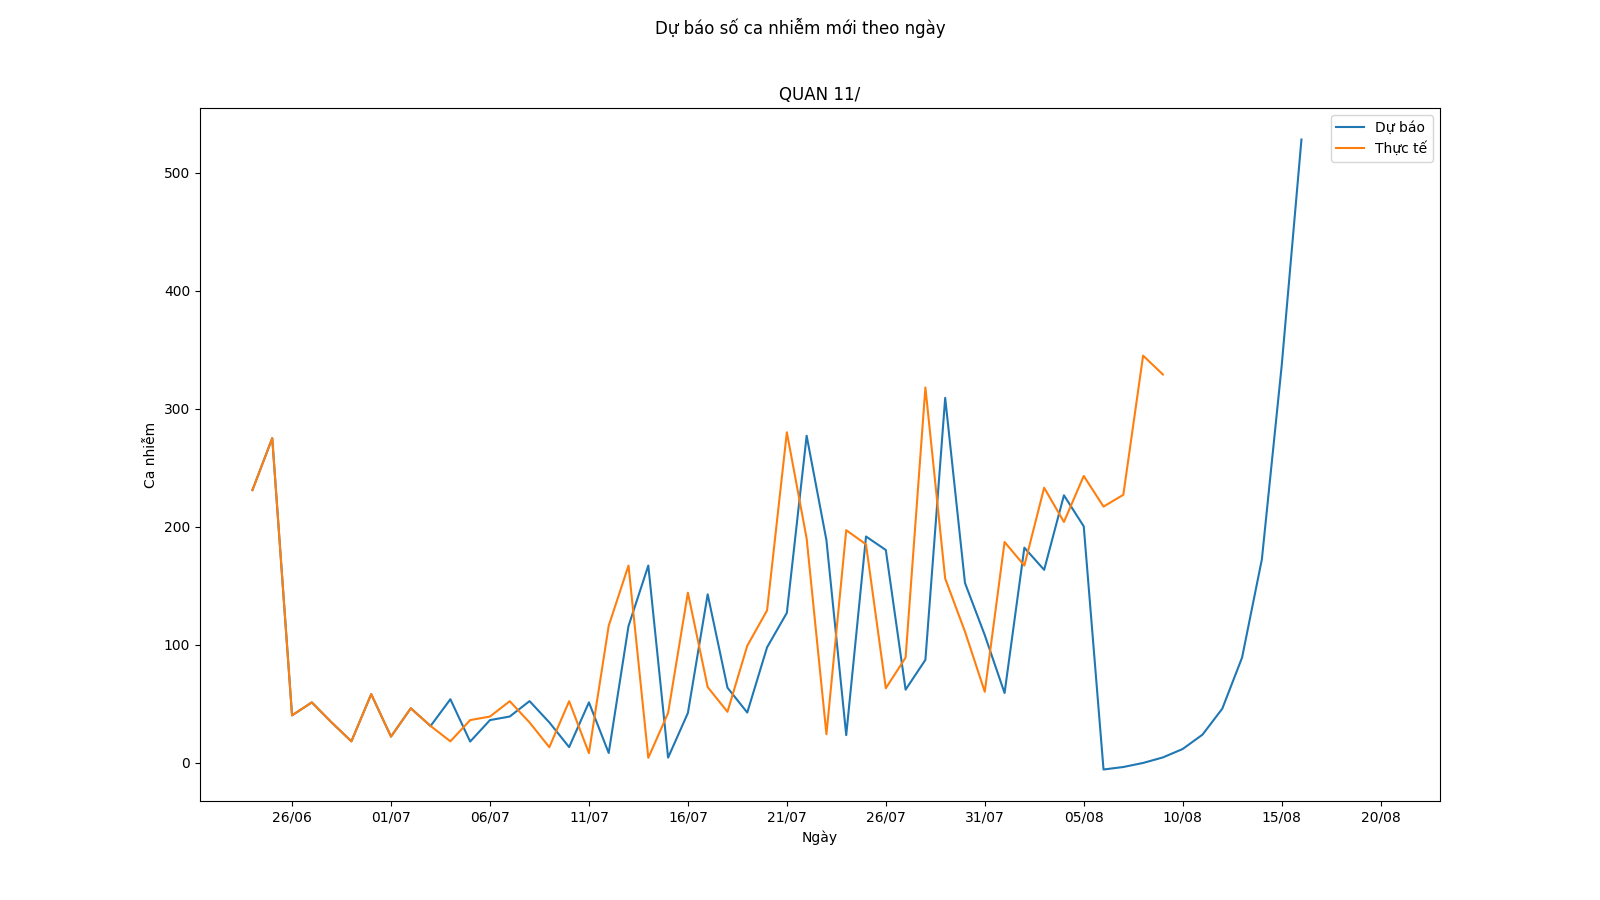 Dự báo số ca nhiễm mới theo ngày
QUAN 11/
Dự báo
Thực tế
500
400
300
200
100
0
Ca nhiễm
26/06 01/07 06/07 11/07 16/07 21/07 26/07 31/07 05/08 10/08 15/08 20/08
Ngày